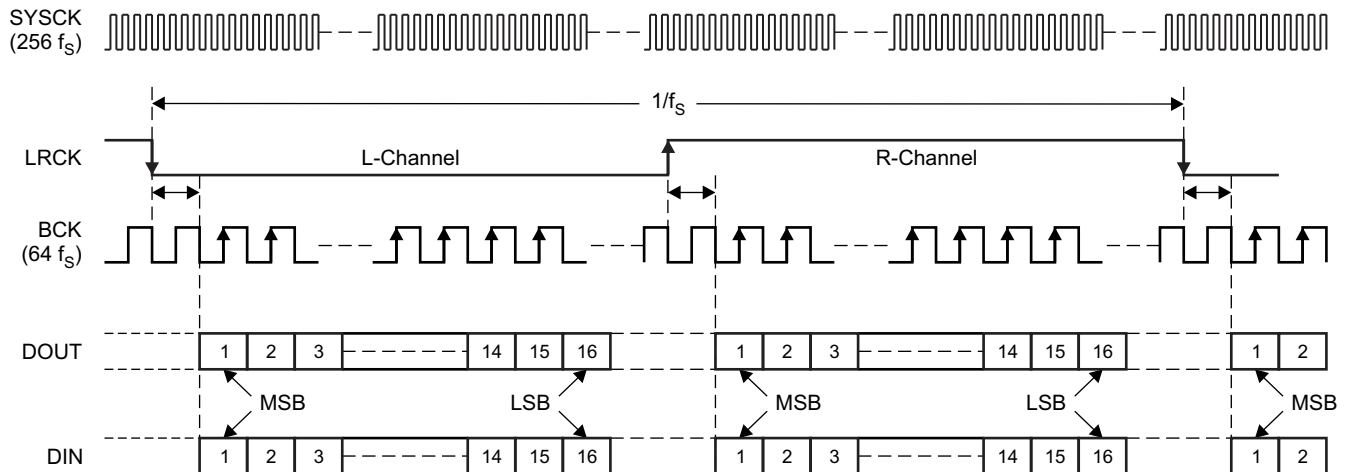 SYSCK
(256 fS)
1/fS
LRCK
L-Channel
R-Channel
BCK
(64 fS)
DOUT
1 2 3 14 15 16 1 2 3 14 15 16 1 2
MSB LSB MSB LSB MSB
DIN
1 2 3 14 15 16 1 2 3 14 15 16 1 2